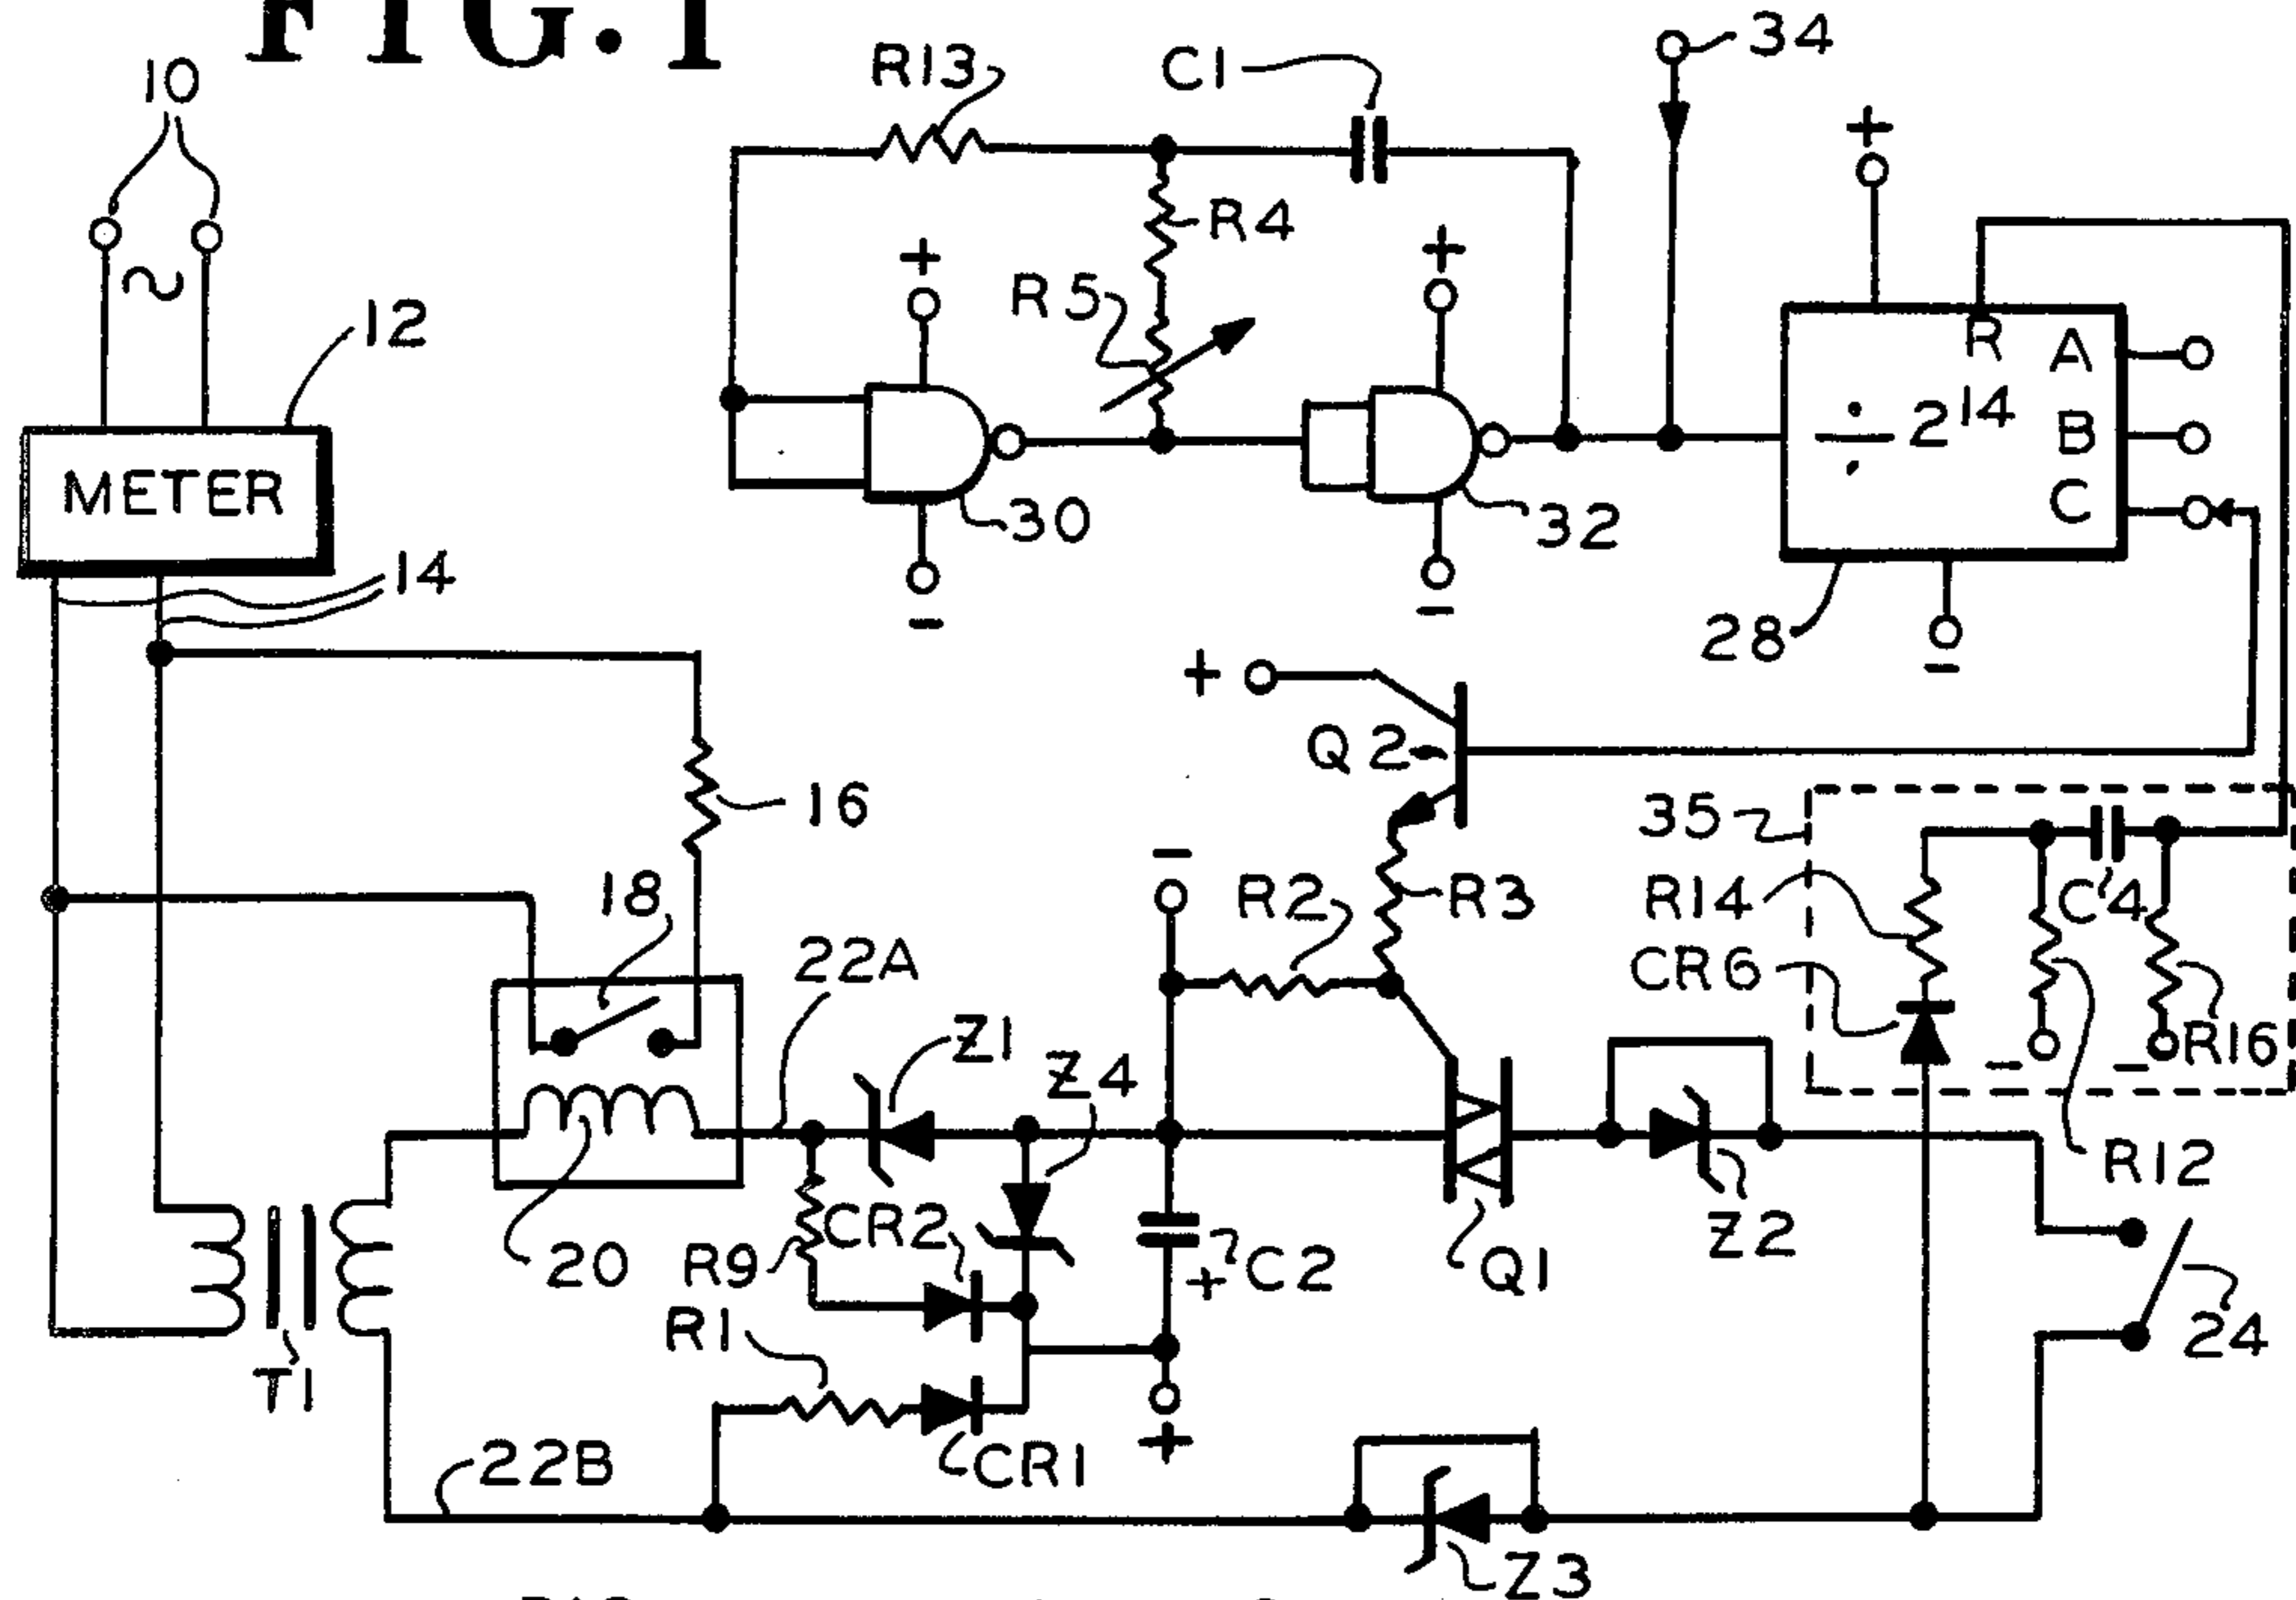 FIG. 1
10
R13
C1
34
+
R4
+
+
R5
12
R
A
÷ 2¹⁴
B
C
METER
30
32
14
−
−
28
−
+
Q2
16
35
−
18
R2
R3
R14
C4
22A
CR6
Z1
Z4
−
−
R16
R12
20
R9
CR2
+
C2
Q1
Z2
R1
24
T1
CR1
+
22B
Z3